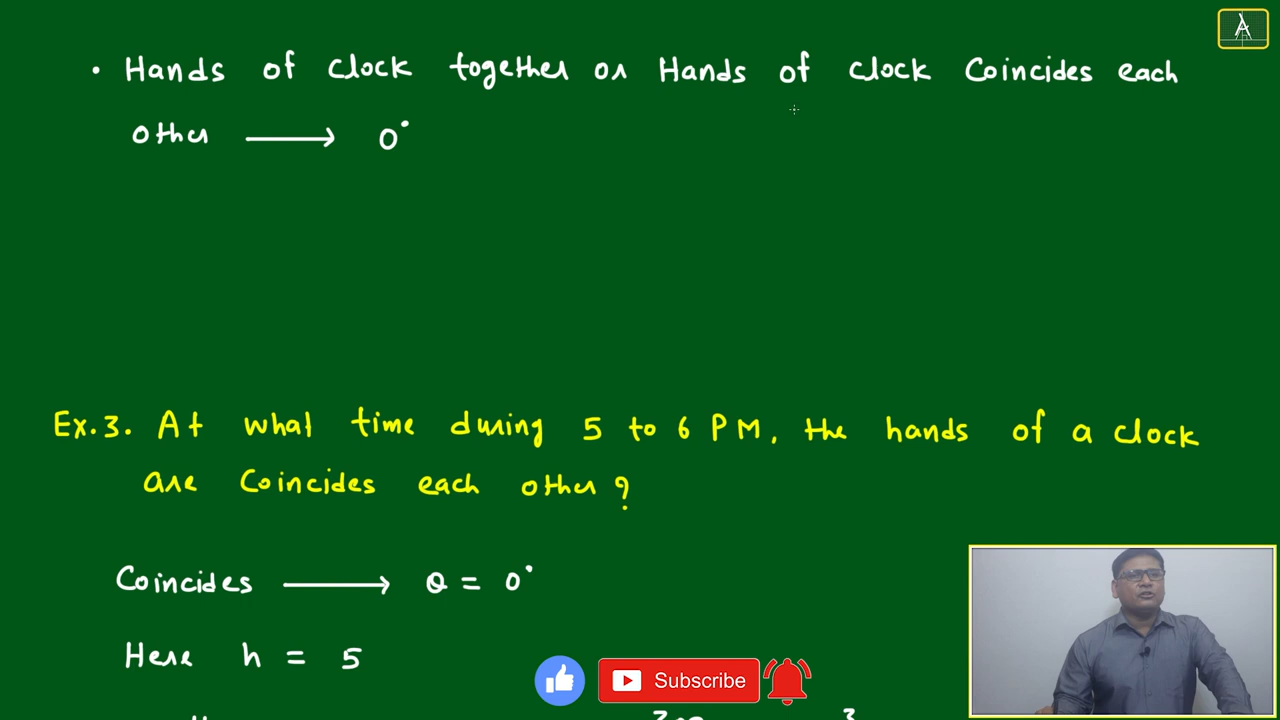 • Hands of clock together or Hands of clock Coincides each
other ⟶ 0°
Ex.3. At what time during 5 to 6 PM, the hands of a clock
are Coincides each other ?
Coincides ⟶ θ = 0°
Here h = 5
Subscribe